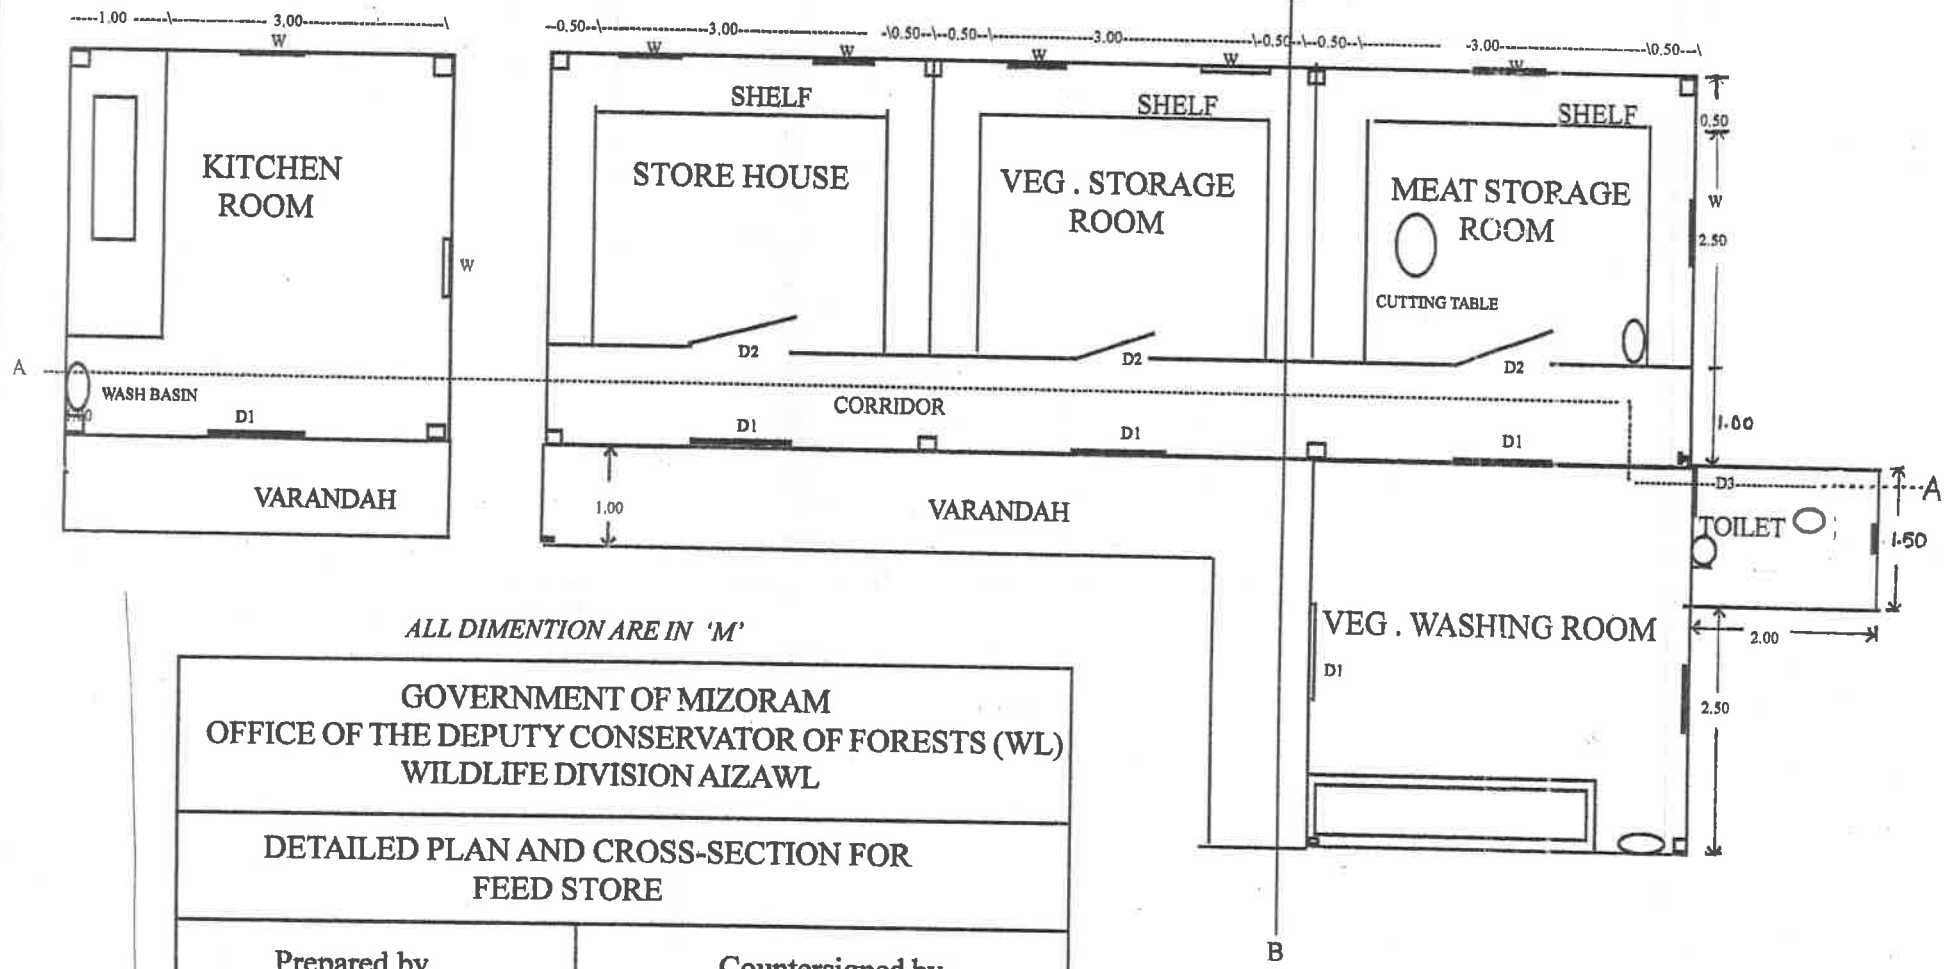 -----1.00 ------\-------------- 3.00---------------------\
--0.50--\--------------3.00---------------- -\0.50--\--0.50--\--------------3.00-----------------\-0.50--\--0.50--\------------ -3.00-----------------\0.50---\
W
W
W
W
W
W
SHELF
SHELF
SHELF
0.50
KITCHEN
ROOM
STORE HOUSE
VEG . STORAGE
ROOM
MEAT STORAGE
ROOM
W
2.50
W
CUTTING TABLE
D2
D2
D2
A
WASH BASIN
CORRIDOR
1.00
D1
D1
D1
D1
D3
A
VARANDAH
1.00
VARANDAH
TOILET
1.50
ALL DIMENTION ARE IN 'M'
VEG . WASHING ROOM
2.00
D1
2.50
GOVERNMENT OF MIZORAM
OFFICE OF THE DEPUTY CONSERVATOR OF FORESTS (WL)
WILDLIFE DIVISION AIZAWL
DETAILED PLAN AND CROSS-SECTION FOR
FEED STORE
B
Prepared by
Countersigned by